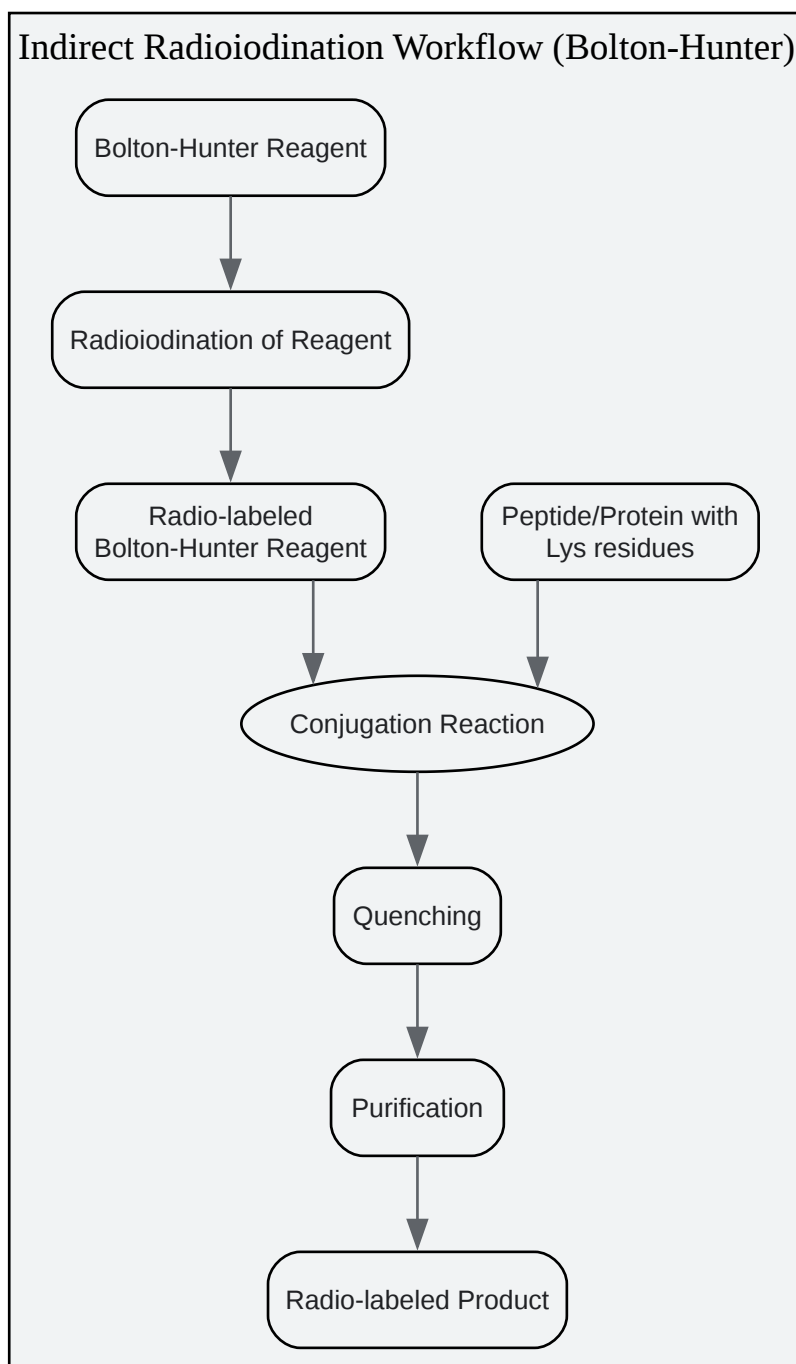 Indirect Radioiodination Workflow (Bolton-Hunter)
Bolton-Hunter Reagent
Radioiodination of Reagent
Radio-labeled
Bolton-Hunter Reagent
Peptide/Protein with
Lys residues
Conjugation Reaction
Quenching
Purification
Radio-labeled Product